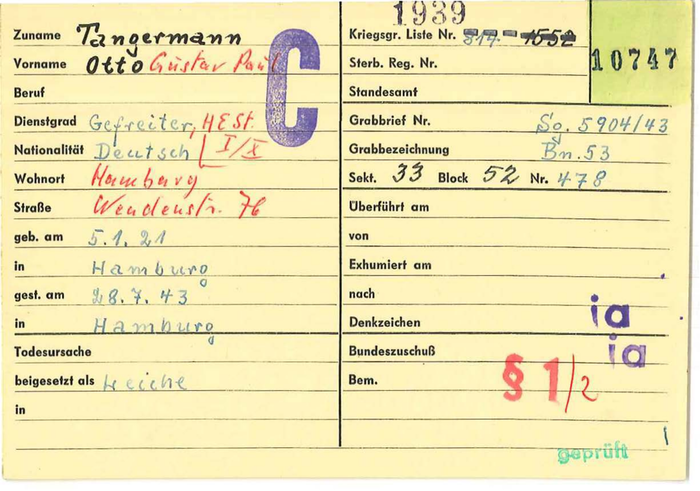 1939
Zuname Tangermann
Vorname Otto Gustav Paul
Beruf
Dienstgrad Gefreiter, HESt.
Nationalität Deutsch I/X
Wohnort Hamburg
Straße Wendenstr. 76
geb. am 5.1.21
in Hamburg
gest. am 28.7.43
in Hamburg
Todesursache
beigesetzt als Leiche
in
C
Kriegsgr. Liste Nr. 1552
10747
Sterb. Reg. Nr.
Standesamt
Grabbrief Nr. So. 5904/43
Grabbezeichnung Bn. 53
Sekt. 33 Block 52 Nr. 478
Überführt am
von
Exhumiert am
nach
Denkzeichen ia
Bundeszuschuß ia
Bem. § 1/2
geprüft